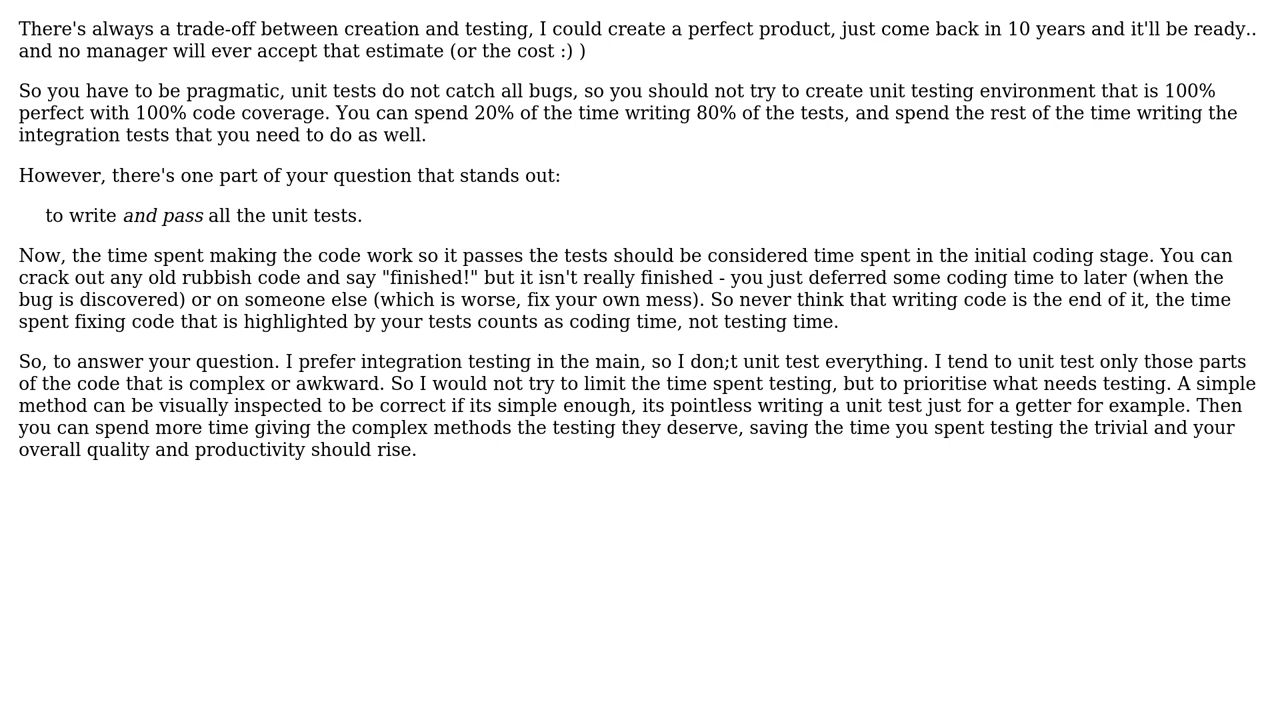 There's always a trade-off between creation and testing, I could create a perfect product, just come back in 10 years and it'll be ready..
and no manager will ever accept that estimate (or the cost :) )
So you have to be pragmatic, unit tests do not catch all bugs, so you should not try to create unit testing environment that is 100%
perfect with 100% code coverage. You can spend 20% of the time writing 80% of the tests, and spend the rest of the time writing the
integration tests that you need to do as well.
However, there's one part of your question that stands out:
to write and pass all the unit tests.
Now, the time spent making the code work so it passes the tests should be considered time spent in the initial coding stage. You can
crack out any old rubbish code and say "finished!" but it isn't really finished - you just deferred some coding time to later (when the
bug is discovered) or on someone else (which is worse, fix your own mess). So never think that writing code is the end of it, the time
spent fixing code that is highlighted by your tests counts as coding time, not testing time.
So, to answer your question. I prefer integration testing in the main, so I don;t unit test everything. I tend to unit test only those parts
of the code that is complex or awkward. So I would not try to limit the time spent testing, but to prioritise what needs testing. A simple
method can be visually inspected to be correct if its simple enough, its pointless writing a unit test just for a getter for example. Then
you can spend more time giving the complex methods the testing they deserve, saving the time you spent testing the trivial and your
overall quality and productivity should rise.